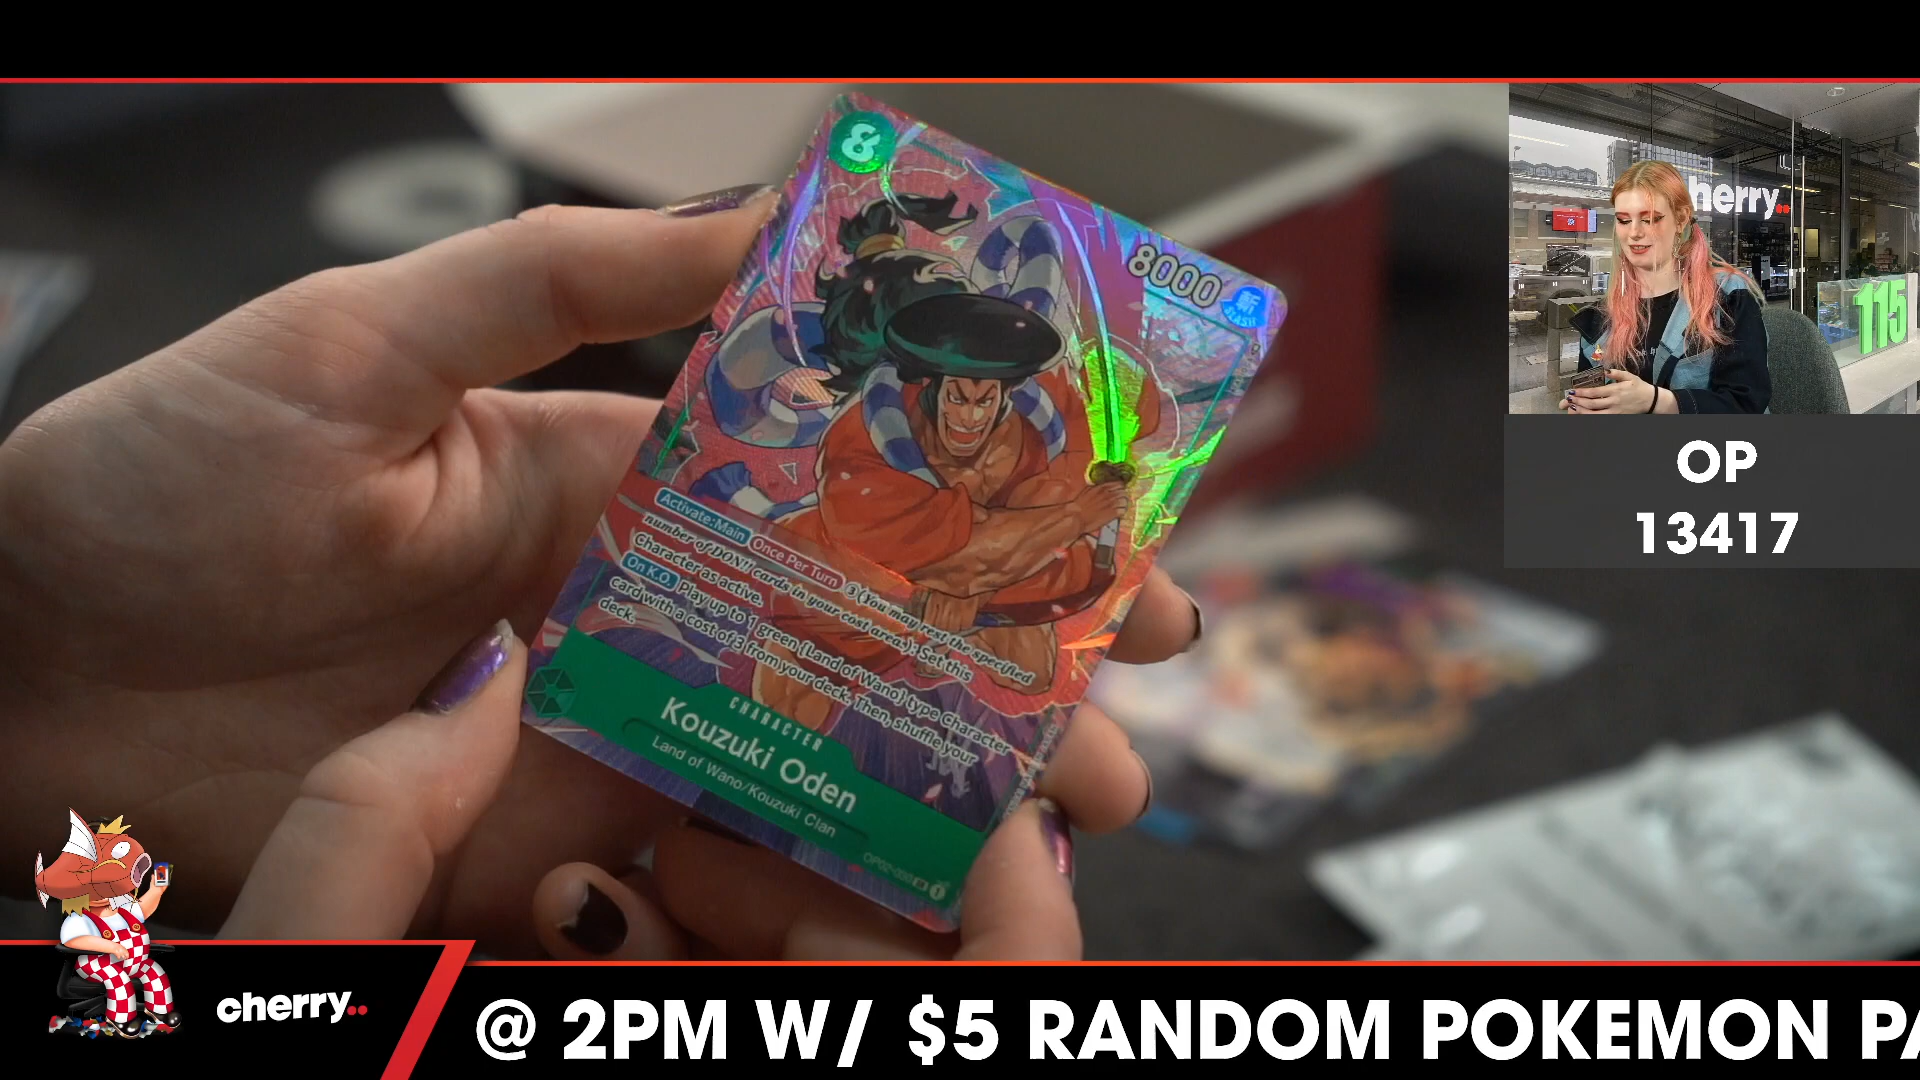 8
8000
斬
SLASH
Activate:Main Once Per Turn ③ (You may rest the specified
number of DON!! cards in your cost area.): Set this
Character as active.
On K.O. Play up to 1 green {Land of Wano} type Character
card with a cost of 3 from your deck. Then, shuffle your
deck.
CHARACTER
Kouzuki Oden
Land of Wano/Kouzuki Clan
OP02-030
herry..
115
OP
13417
cherry..
@ 2PM W/ $5 RANDOM POKEMON PA